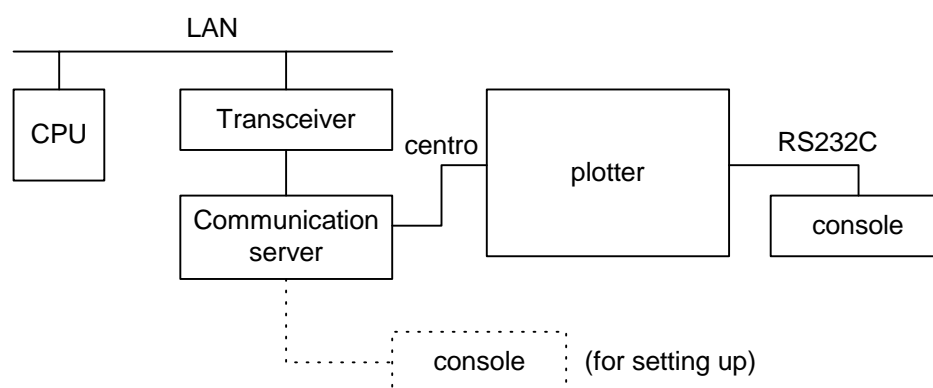 LAN
CPU
Transceiver
centro
plotter
RS232C
Communication
server
console
console
(for setting up)